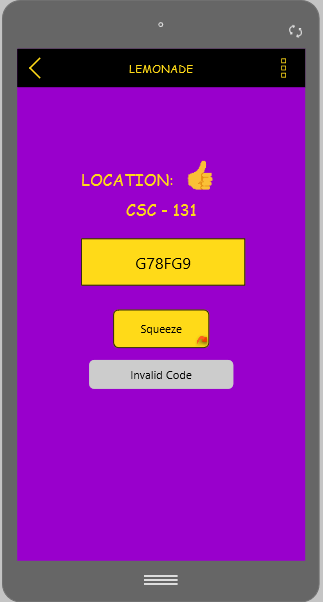 LEMONADE
LOCATION:
CSC - 131
G78FG9
Squeeze
Invalid Code